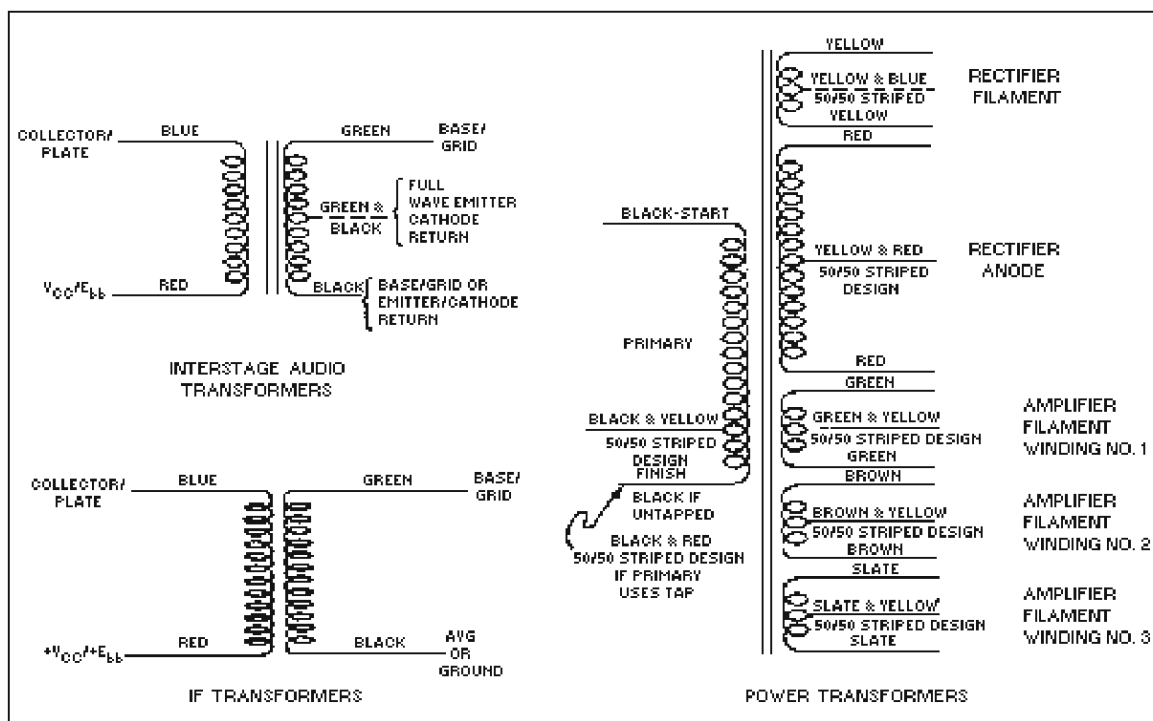 COLLECTOR/
PLATE
BLUE
GREEN
BASE/
GRID
GREEN &
BLACK
FULL
WAVE EMITTER
CATHODE
RETURN
VCC/Ebb
RED
BLACK
BASE/GRID OR
EMITTER/CATHODE
RETURN
INTERSTAGE AUDIO
TRANSFORMERS
COLLECTOR/
PLATE
BLUE
GREEN
BASE/
GRID
+VCC/+Ebb
RED
BLACK
AVG
OR
GROUND
IF TRANSFORMERS
BLACK-START
PRIMARY
BLACK & YELLOW
50/50 STRIPED
DESIGN
FINISH
BLACK IF
UNTAPPED
BLACK & RED
50/50 STRIPED DESIGN
IF PRIMARY
USES TAP
YELLOW
YELLOW & BLUE
50/50 STRIPED
YELLOW
RECTIFIER
FILAMENT
RED
YELLOW & RED
50/50 STRIPED
DESIGN
RED
RECTIFIER
ANODE
GREEN
GREEN & YELLOW
50/50 STRIPED DESIGN
GREEN
AMPLIFIER
FILAMENT
WINDING NO. 1
BROWN
BROWN & YELLOW
50/50 STRIPED DESIGN
BROWN
AMPLIFIER
FILAMENT
WINDING NO. 2
SLATE
SLATE & YELLOW
50/50 STRIPED DESIGN
SLATE
AMPLIFIER
FILAMENT
WINDING NO. 3
POWER TRANSFORMERS